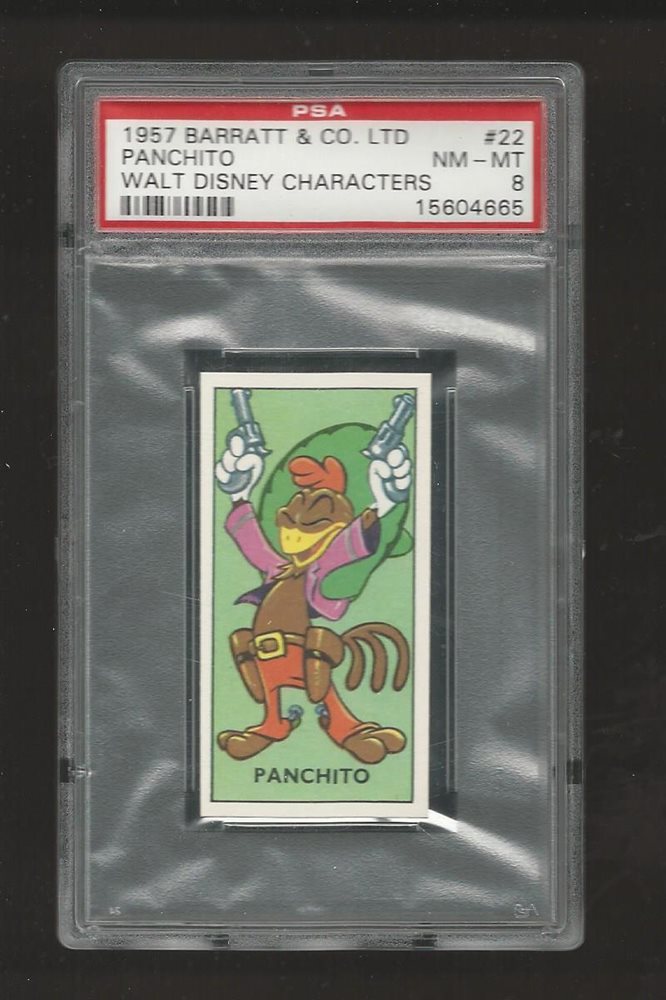 PSA
1957 BARRATT & CO. LTD #22
PANCHITO NM - MT
WALT DISNEY CHARACTERS 8
15604665
PANCHITO